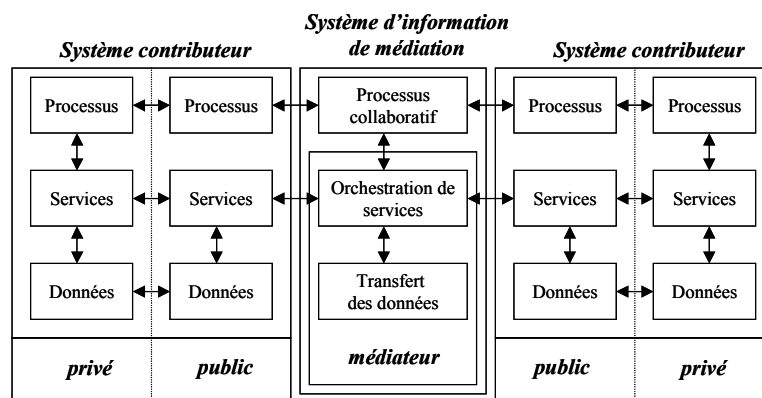 Système d'information
de médiation
Système contributeur
Système contributeur
Processus
Processus
Processus
collaboratif
Processus
Processus
Services
Services
Orchestration de
services
Services
Services
Données
Données
Transfert
des données
Données
Données
privé
public
médiateur
public
privé